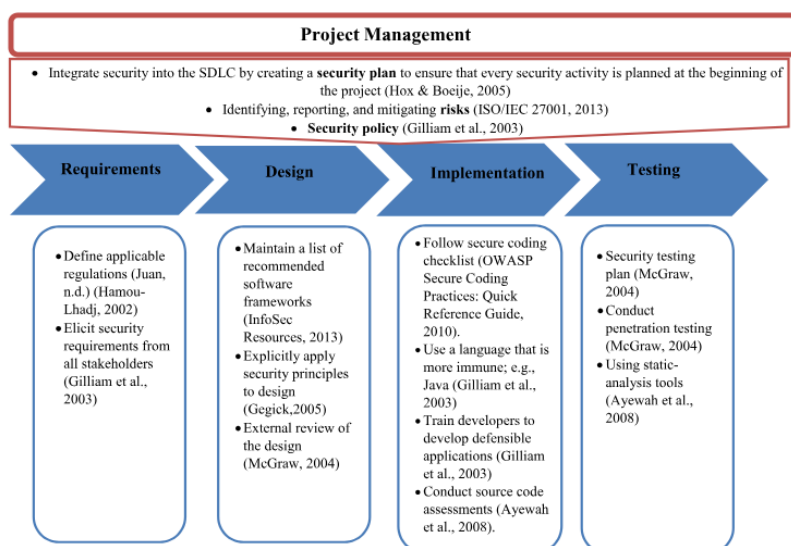 Project Management
• Integrate security into the SDLC by creating a security plan to ensure that every security activity is planned at the beginning of
the project (Hox & Boeije, 2005)
• Identifying, reporting, and mitigating risks (ISO/IEC 27001, 2013)
• Security policy (Gilliam et al., 2003)
Requirements
Design
Implementation
Testing
• Define applicable
regulations (Juan,
n.d.) (Hamou-
Lhadj, 2002)
• Elicit security
requirements from
all stakeholders
(Gilliam et al.,
2003)
• Maintain a list of
recommended
software
frameworks
(InfoSec
Resources, 2013)
• Explicitly apply
security principles
to design
(Gegick,2005)
• External review of
the design
(McGraw, 2004)
• Follow secure coding
checklist (OWASP
Secure Coding
Practices: Quick
Reference Guide,
2010).
• Use a language that is
more immune; e.g.,
Java (Gilliam et al.,
2003)
• Train developers to
develop defensible
applications (Gilliam
et al., 2003)
• Conduct source code
assessments (Ayewah
et al., 2008).
• Security testing
plan (McGraw,
2004)
• Conduct
penetration testing
(McGraw, 2004)
• Using static-
analysis tools
(Ayewah et al.,
2008)